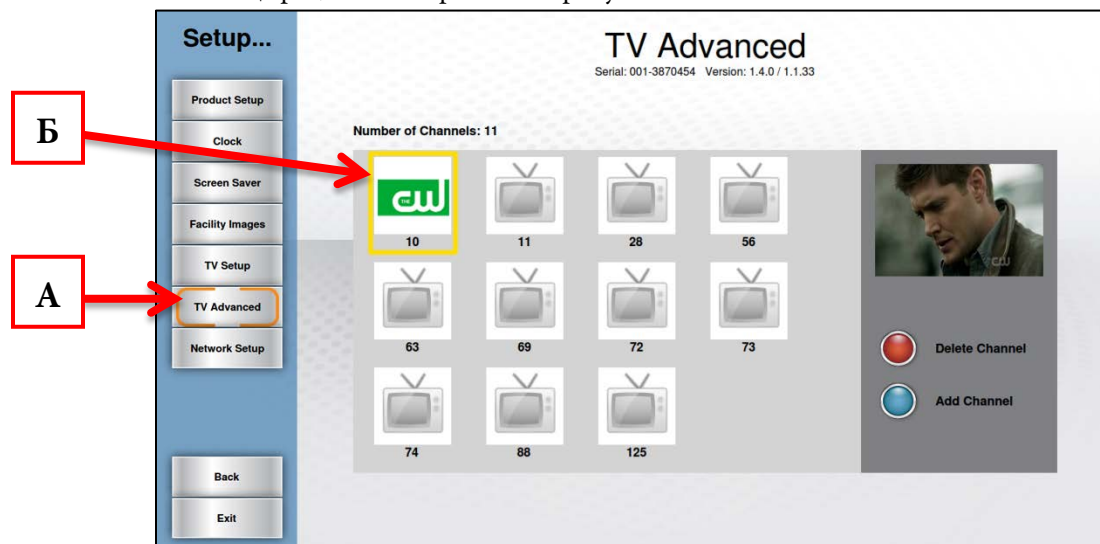 Setup...
TV Advanced
Serial: 001-3870454 Version: 1.4.0 / 1.1.33
Product Setup
Clock
Screen Saver
Facility Images
TV Setup
TV Advanced
Network Setup
Back
Exit
Б
А
Number of Channels: 11
THE CW
10 11 28 56
63 69 72 73
74 88 125
CW
Delete Channel
Add Channel